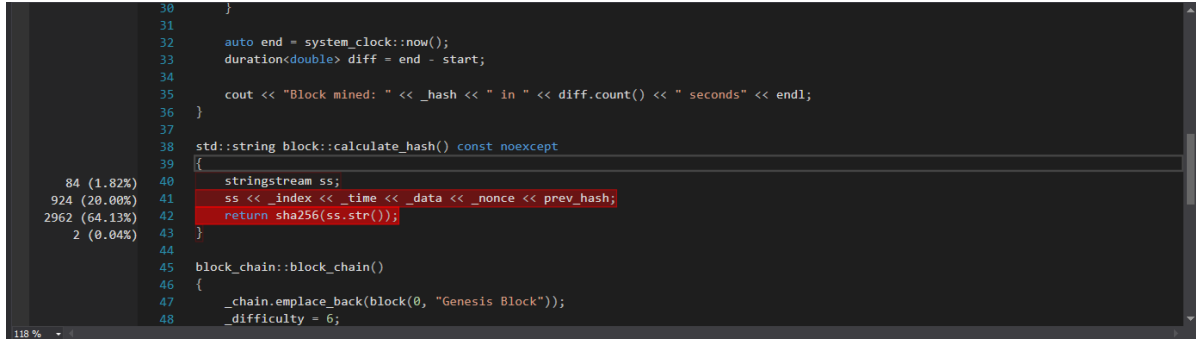 30 }
31
32 auto end = system_clock::now();
33 duration<double> diff = end - start;
34
35 cout << "Block mined: " << _hash << " in " << diff.count() << " seconds" << endl;
36 }
37
38 std::string block::calculate_hash() const noexcept
39 {
84 (1.82%) 40 stringstream ss;
924 (20.00%) 41 ss << _index << _time << _data << _nonce << prev_hash;
2962 (64.13%) 42 return sha256(ss.str());
2 (0.04%) 43 }
44
45 block_chain::block_chain()
46 {
47 _chain.emplace_back(block(0, "Genesis Block"));
48 _difficulty = 6;
118 %